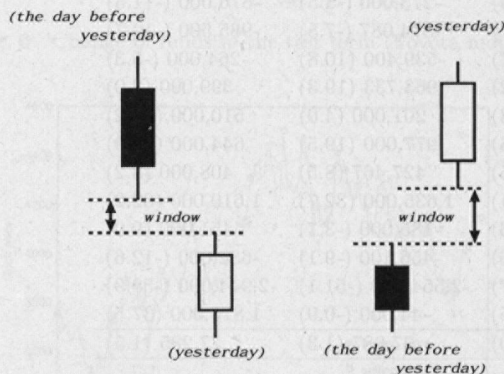 (the day before
yesterday)
(yesterday)
window
window
(yesterday)
(the day before
yesterday)